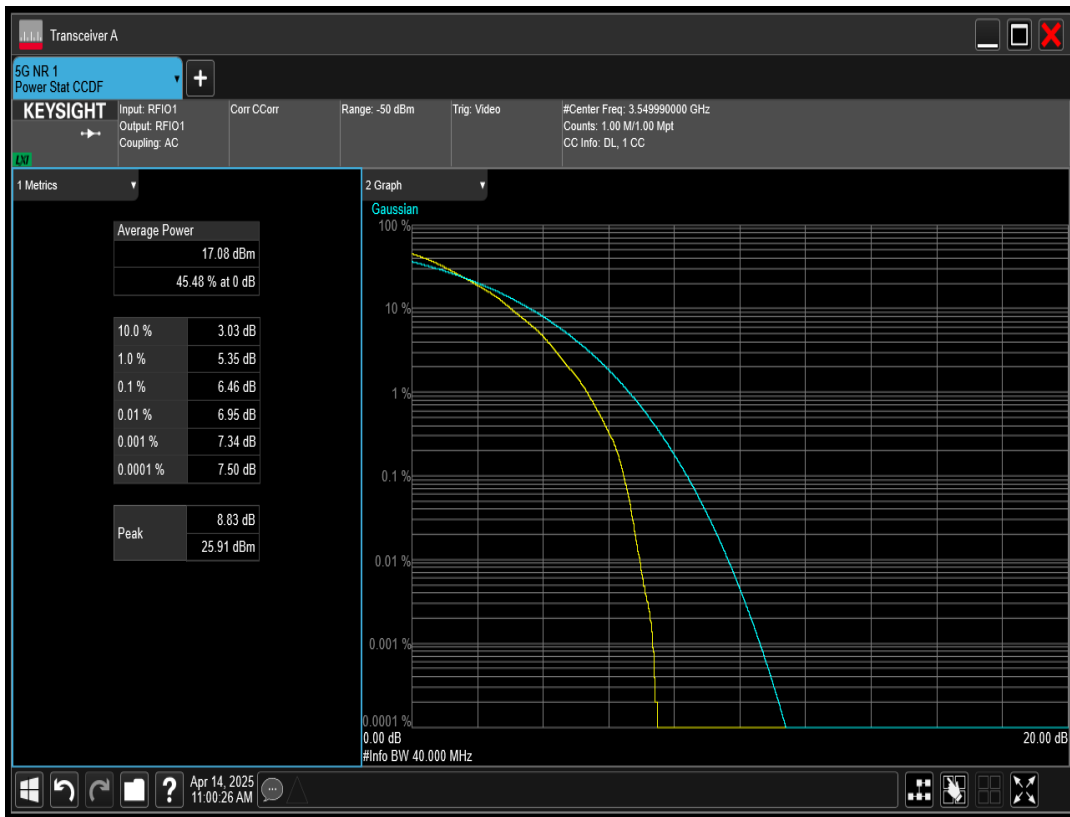 Transceiver A
5G NR 1
Power Stat CCDF
+
KEYSIGHT
LXI
Input: RFIO1
Output: RFIO1
Coupling: AC
Corr CCorr
Range: -50 dBm
Trig: Video
#Center Freq: 3.549990000 GHz
Counts: 1.00 M/1.00 Mpt
CC Info: DL, 1 CC
1 Metrics
Average Power
17.08 dBm
45.48 % at 0 dB
10.0 % 3.03 dB
1.0 % 5.35 dB
0.1 % 6.46 dB
0.01 % 6.95 dB
0.001 % 7.34 dB
0.0001 % 7.50 dB
Peak
8.83 dB
25.91 dBm
2 Graph
Gaussian
100 %
10 %
1 %
0.1 %
0.01 %
0.001 %
0.0001 %
0.00 dB 20.00 dB
#Info BW 40.000 MHz
?
Apr 14, 2025
11:00:26 AM